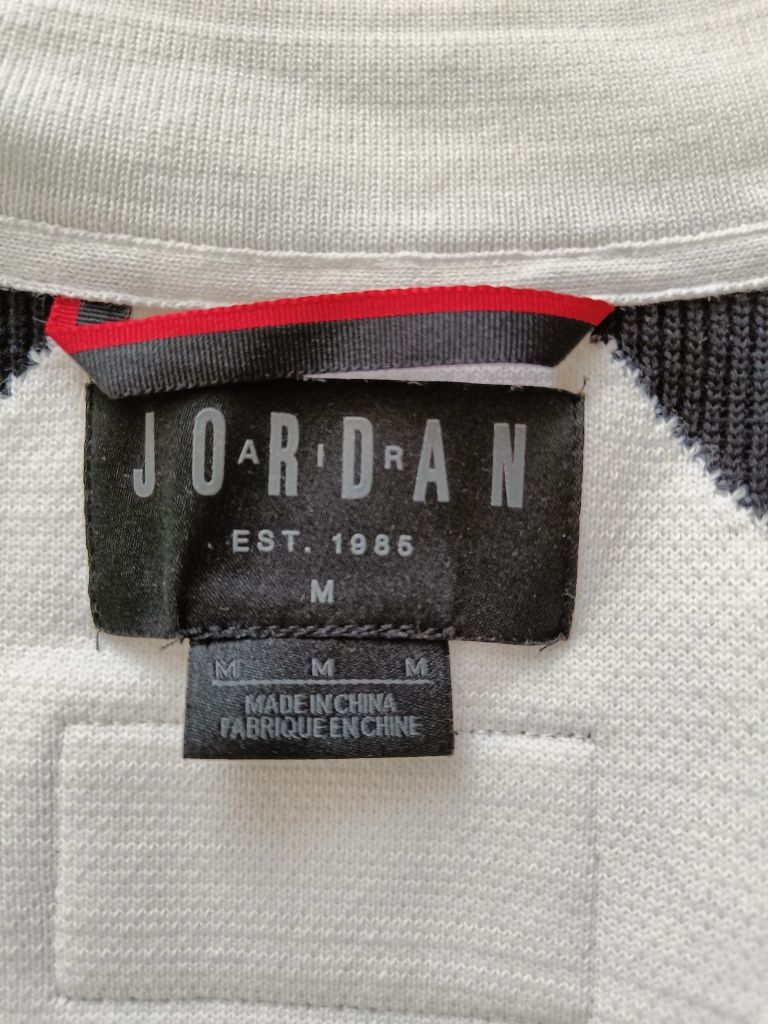 JORDAN
AIR
EST. 1985
M
M M M
MADE IN CHINA
FABRIQUE EN CHINE